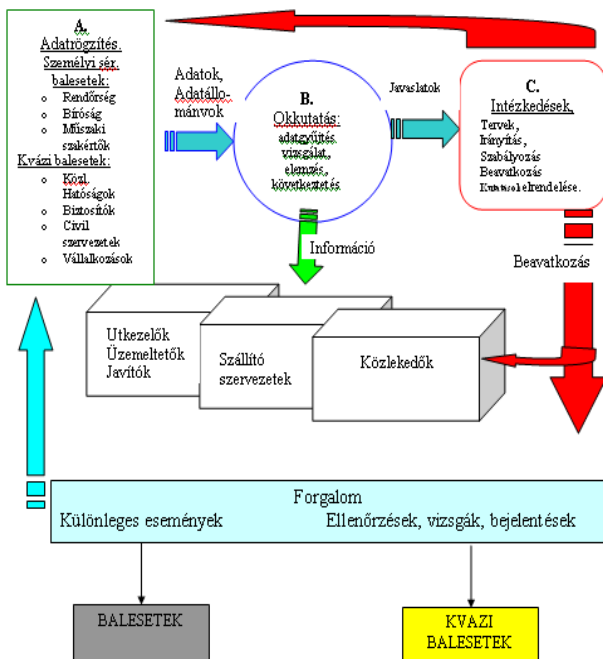 A.
Adatrögzítés.
Személyi sér.
balesetek:
o Rendőrség
o Bíróság
o Műszaki
szakértők
Kvázi balesetek:
o Közl.
Hatóságok
o Biztosítók
o Civil
szervezetek
o Vállalkozások
Adatok,
Adatállo-
mányok
B.
Okkutatás:
adatgyűjtés
vizsgálat,
elemzés,
következtetés
Javaslatok
C.
Intézkedések,
Tervek,
Irányítás,
Szabályozás
Beavatkozás
Kutatások elrendelése.
Információ
Beavatkozás
Utkezelők
Üzemeltetők
Javítók
Szállító
szervezetek
Közlekedők
Forgalom
Különleges események
Ellenőrzések, vizsgák, bejelentések
BALESETEK
KVAZI
BALESETEK